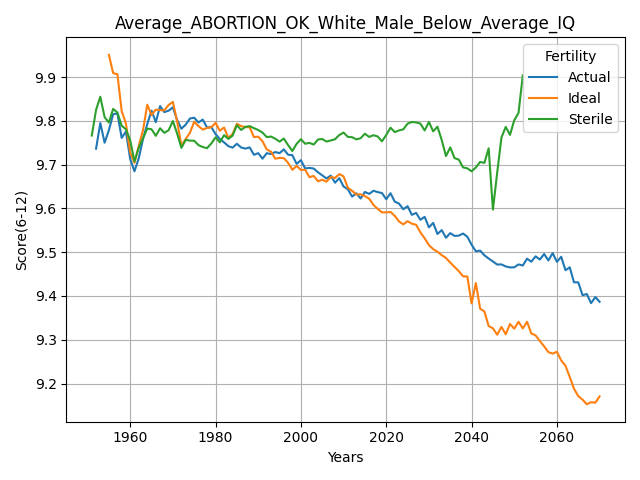 Average_ABORTION_OK_White_Male_Below_Average_IQ
Fertility
Actual
Ideal
Sterile
Score(6-12)
9.9
9.8
9.7
9.6
9.5
9.4
9.3
9.2
1960 1980 2000 2020 2040 2060
Years